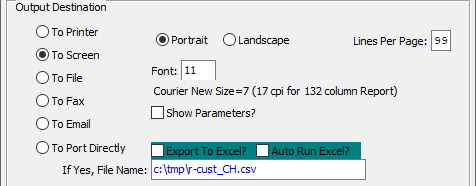 Output Destination
To Printer
To Screen
To File
To Fax
To Email
To Port Directly
Portrait Landscape Lines Per Page: 99
Font: 11
Courier New Size=7 (17 cpi for 132 column Report)
Show Parameters?
Export To Excel? Auto Run Excel?
If Yes, File Name: c:\tmp\r-cust_CH.csv